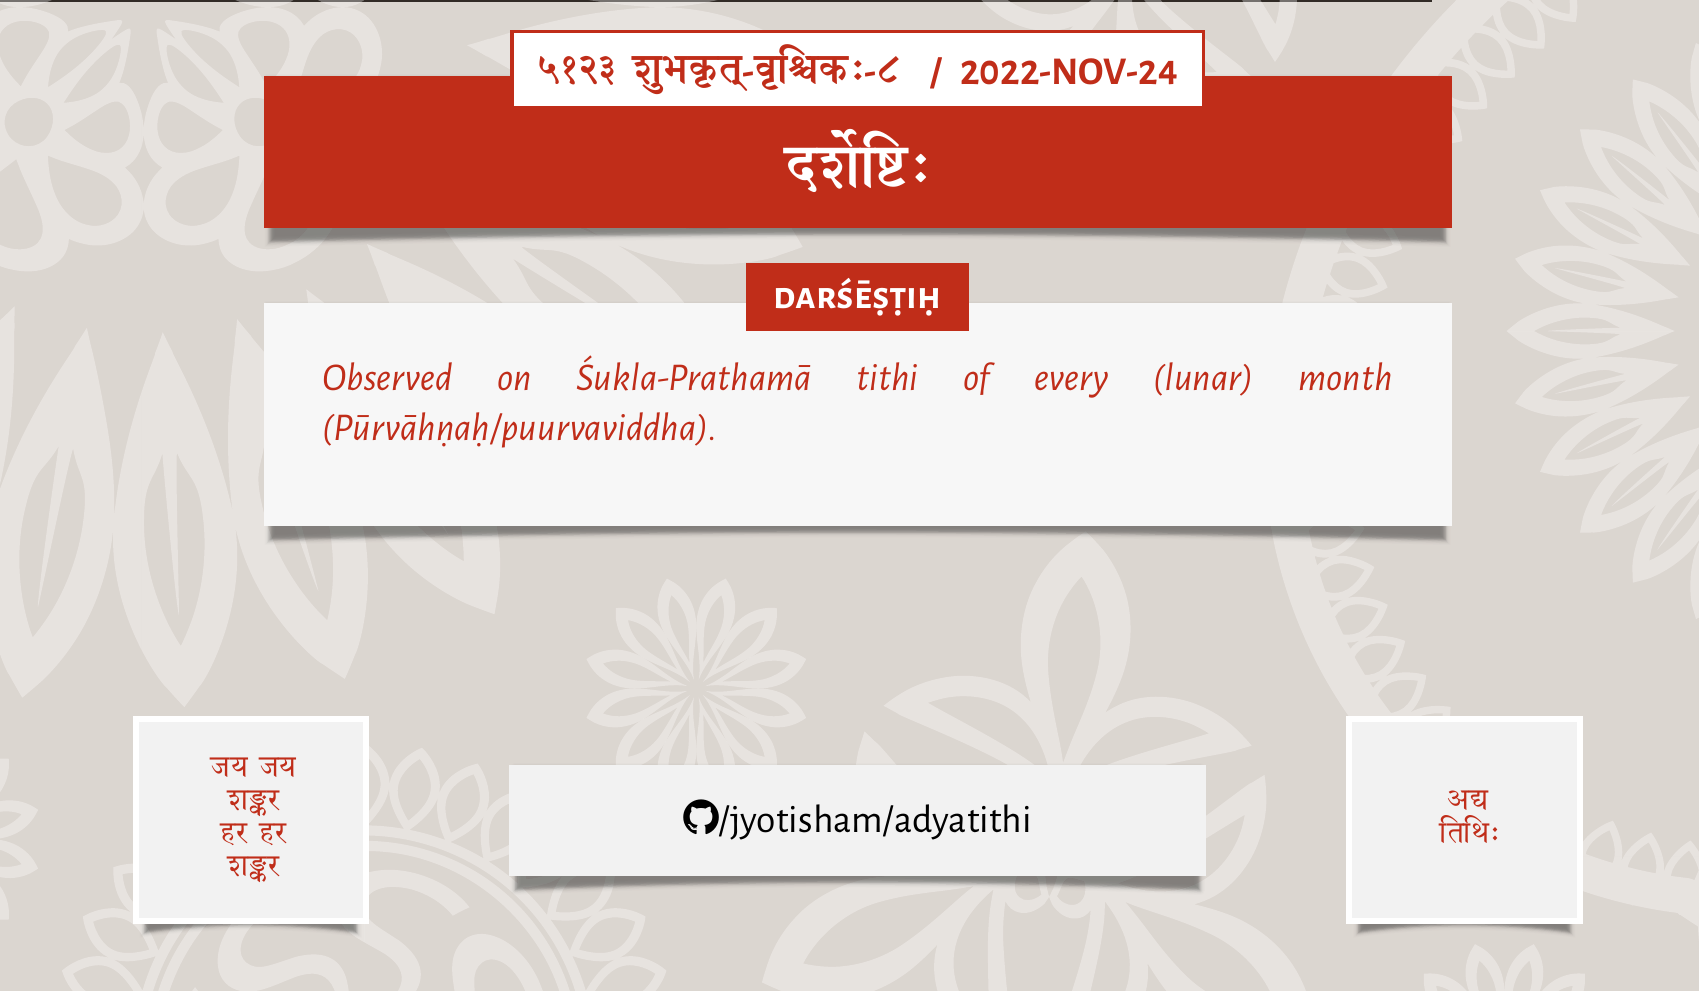 ५१२३ शुभकृत्-वृश्चिकः-८ / 2022-NOV-24
दर्शेष्टिः
DARŚĒṢṬIḤ
Observed on Śukla-Prathamā tithi of every (lunar) month
(Pūrvāhṇaḥ/puurvaviddha).
जय जय
शङ्कर
हर हर
शङ्कर
/jyotisham/adyatithi
अद्य
तिथिः